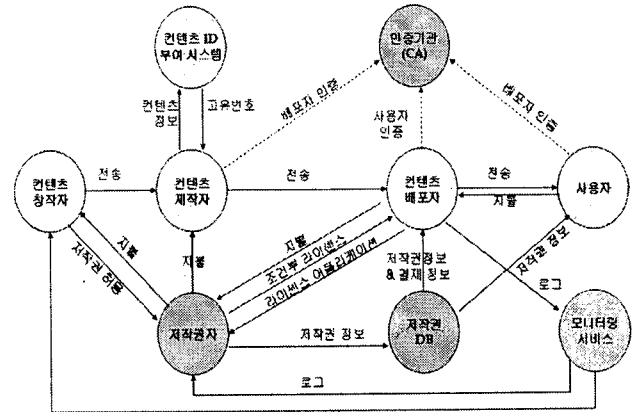 컨텐츠 ID
부여 시스템
인증기관
(CA)
컨텐츠
정보
고유번호
배포자 인증
사용자
인증
배포자 인증
컨텐츠
창작자
전송
컨텐츠
제작자
전송
컨텐츠
배포자
전송
지불
사용자
지불
저작권 허용
지불
지불
조건부 라이센스
라이센스 어플리케이션
저작권정보
& 결재 정보
저작권 정보
로그
저작권자
저작권 정보
저작권
DB
모니터링
서비스
로그